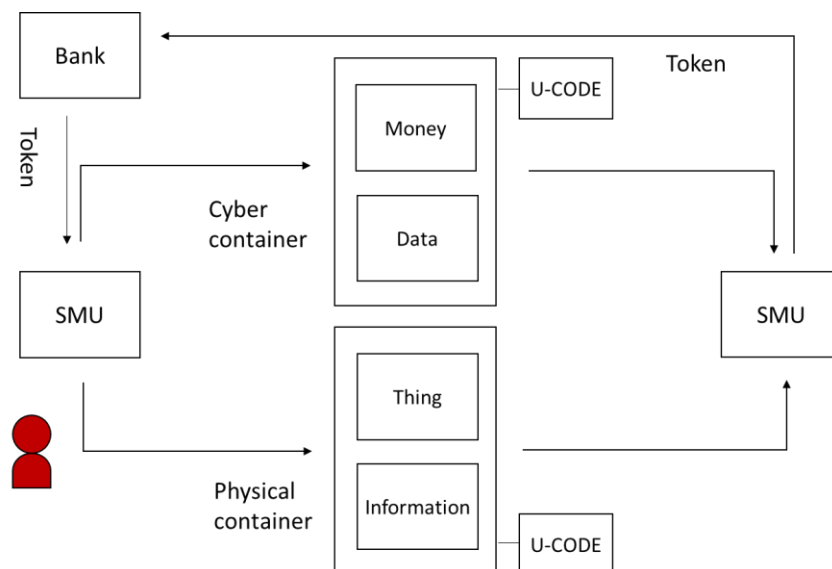 Bank
Token
U-CODE
Money
Token
Cyber
container
Data
SMU
SMU
Thing
Physical
container
Information
U-CODE